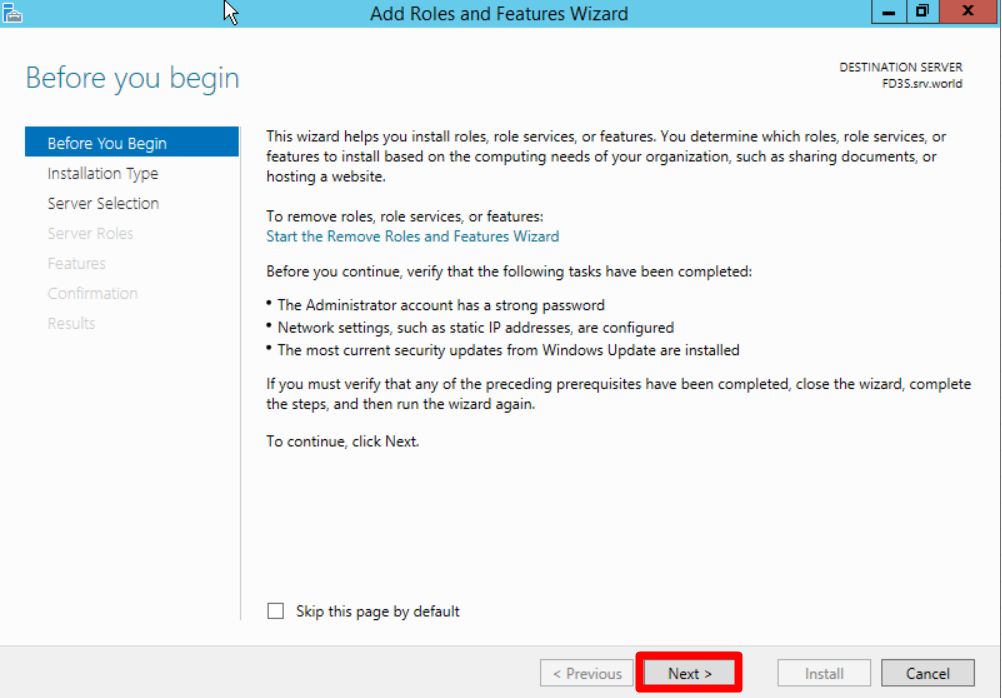 Add Roles and Features Wizard
Before you begin
DESTINATION SERVER
FD3S.srv.world
Before You Begin
Installation Type
Server Selection
Server Roles
Features
Confirmation
Results
This wizard helps you install roles, role services, or features. You determine which roles, role services, or
features to install based on the computing needs of your organization, such as sharing documents, or
hosting a website.
To remove roles, role services, or features:
Start the Remove Roles and Features Wizard
Before you continue, verify that the following tasks have been completed:
• The Administrator account has a strong password
• Network settings, such as static IP addresses, are configured
• The most current security updates from Windows Update are installed
If you must verify that any of the preceding prerequisites have been completed, close the wizard, complete
the steps, and then run the wizard again.
To continue, click Next.
Skip this page by default
< Previous
Next >
Install
Cancel